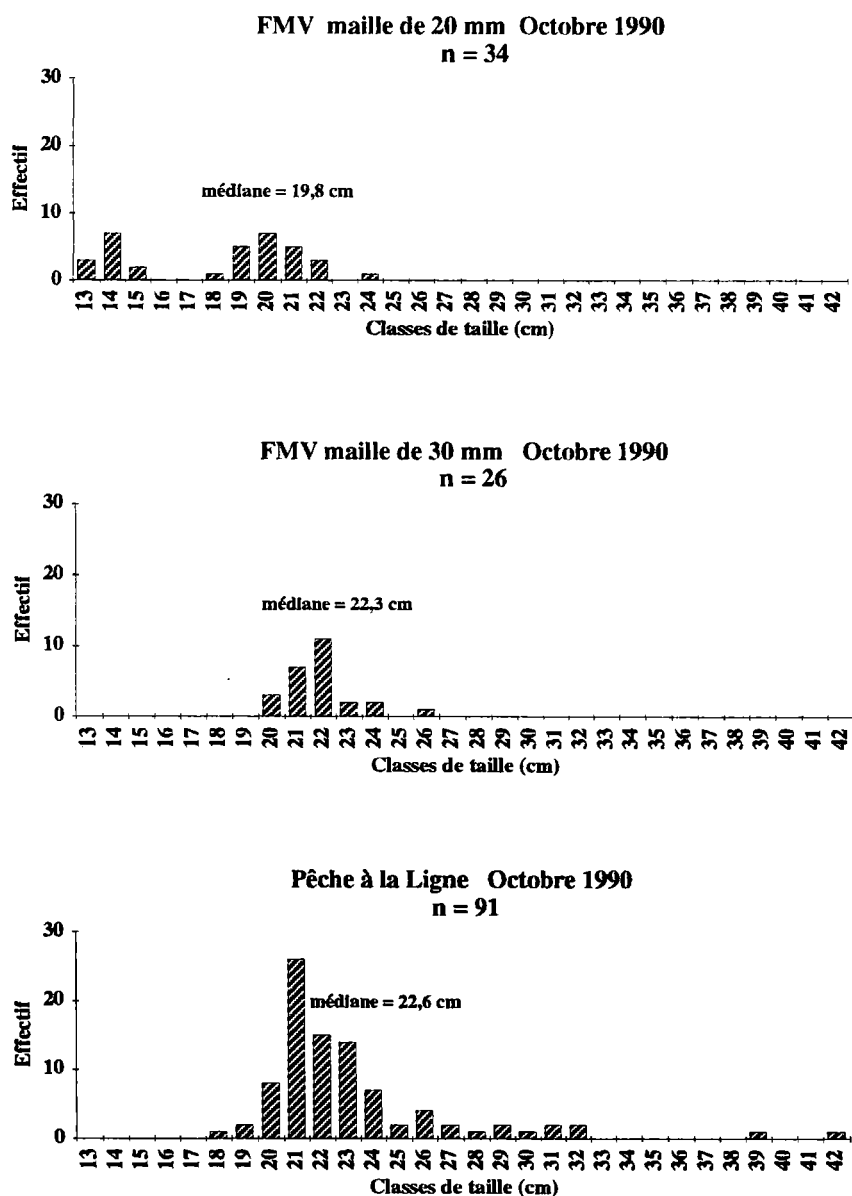 FMV maille de 20 mm Octobre 1990
n = 34
30
20
10
0
Effectif
médiane = 19,8 cm
13 14 15 16 17 18 19 20 21 22 23 24 25 26 27 28 29 30 31 32 33 34 35 36 37 38 39 40 41 42
Classes de taille (cm)
FMV maille de 30 mm Octobre 1990
n = 26
30
20
10
0
Effectif
médiane = 22,3 cm
13 14 15 16 17 18 19 20 21 22 23 24 25 26 27 28 29 30 31 32 33 34 35 36 37 38 39 40 41 42
Classes de taille (cm)
Pêche à la Ligne Octobre 1990
n = 91
30
20
10
0
Effectif
médiane = 22,6 cm
13 14 15 16 17 18 19 20 21 22 23 24 25 26 27 28 29 30 31 32 33 34 35 36 37 38 39 40 41 42
Classes de taille (cm)